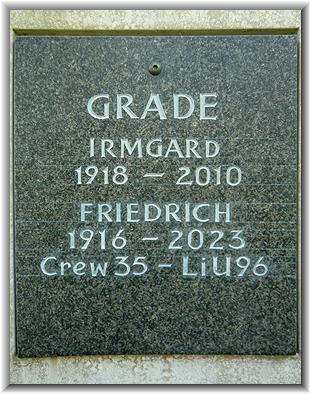 GRADE
IRMGARD
1918 – 2010
FRIEDRICH
1916 – 2023
Crew 35 – LiU96